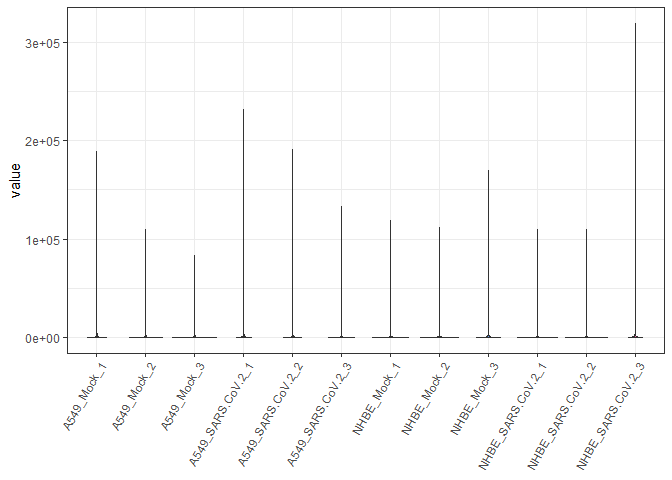 3e+05
2e+05
1e+05
0e+00
value
A549_Mock_1
A549_Mock_2
A549_Mock_3
A549_SARS.CoV.2_1
A549_SARS.CoV.2_2
A549_SARS.CoV.2_3
NHBE_Mock_1
NHBE_Mock_2
NHBE_Mock_3
NHBE_SARS.CoV.2_1
NHBE_SARS.CoV.2_2
NHBE_SARS.CoV.2_3